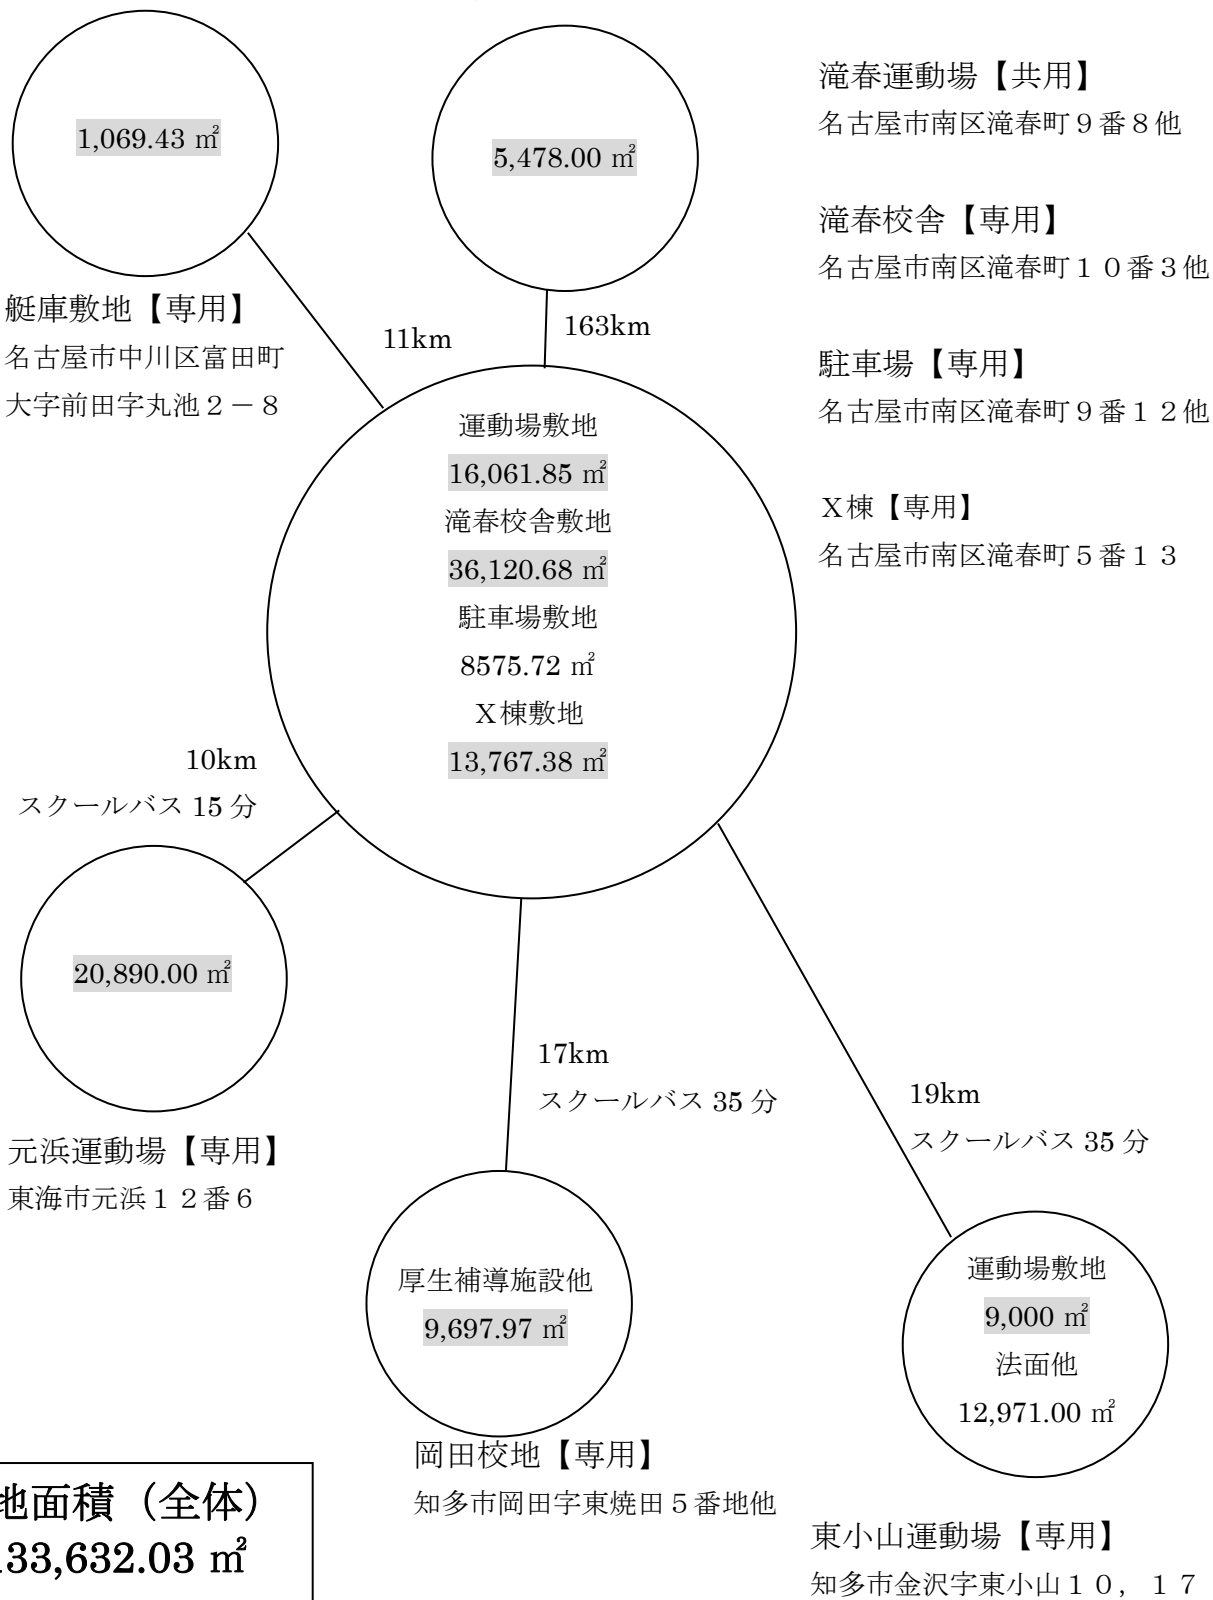 1,069.43 ㎡
艇庫敷地【専用】
名古屋市中川区富田町
大字前田字丸池２－８
11km
5,478.00 ㎡
163km
滝春運動場【共用】
名古屋市南区滝春町９番８他
滝春校舎【専用】
名古屋市南区滝春町１０番３他
駐車場【専用】
名古屋市南区滝春町９番１２他
Ｘ棟【専用】
名古屋市南区滝春町５番１３
運動場敷地
16,061.85 ㎡
滝春校舎敷地
36,120.68 ㎡
駐車場敷地
8575.72 ㎡
Ｘ棟敷地
13,767.38 ㎡
10km
スクールバス 15 分
20,890.00 ㎡
元浜運動場【専用】
東海市元浜１２番６
17km
スクールバス 35 分
厚生補導施設他
9,697.97 ㎡
岡田校地【専用】
知多市岡田字東焼田５番地他
19km
スクールバス 35 分
運動場敷地
9,000 ㎡
法面他
12,971.00 ㎡
東小山運動場【専用】
知多市金沢字東小山１０，１７
地面積（全体）
133,632.03 ㎡